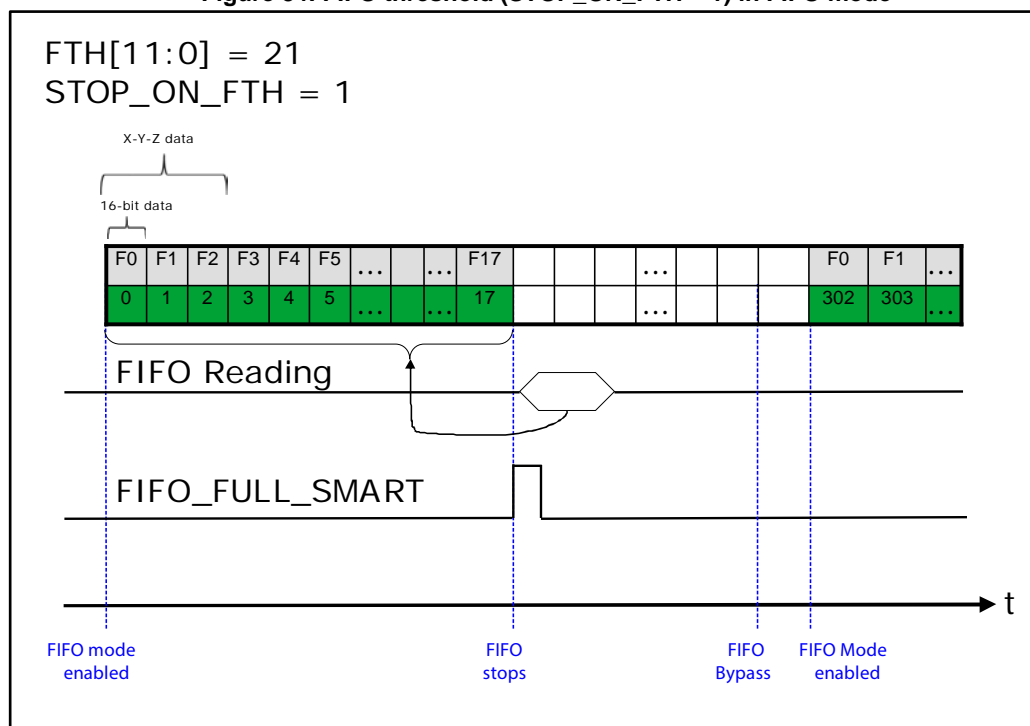 FTH[11:0] = 21
STOP_ON_FTH = 1
X-Y-Z data
16-bit data
F0 F1 F2 F3 F4 F5 ... ... F17 ... F0 F1 ...
0 1 2 3 4 5 ... ... 17 ... 302 303 ...
FIFO Reading
FIFO_FULL_SMART
t
FIFO mode enabled
FIFO stops
FIFO Bypass
FIFO Mode enabled